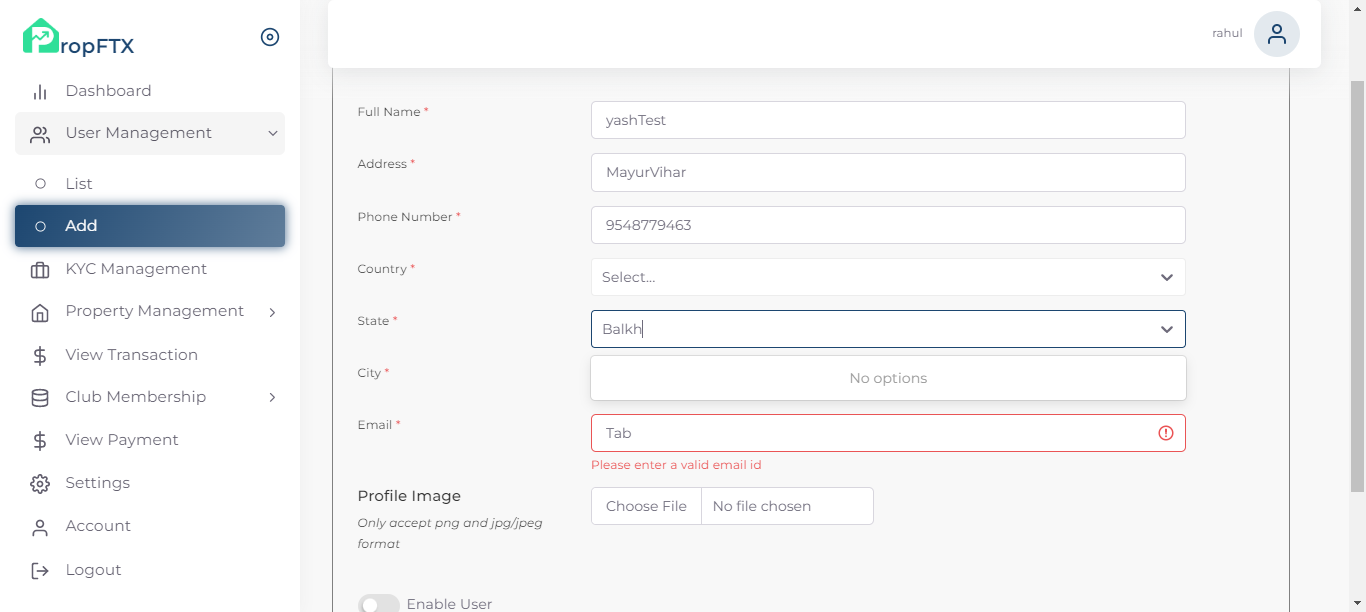 PropFTX
rahul
Dashboard
User Management
List
Add
KYC Management
Property Management
View Transaction
Club Membership
View Payment
Settings
Account
Logout
Full Name *
yashTest
Address *
MayurVihar
Phone Number *
9548779463
Country *
Select...
State *
Balkh
City *
No options
Email *
Tab
Please enter a valid email id
Profile Image
Only accept png and jpg/jpeg
format
Choose File
No file chosen
Enable User